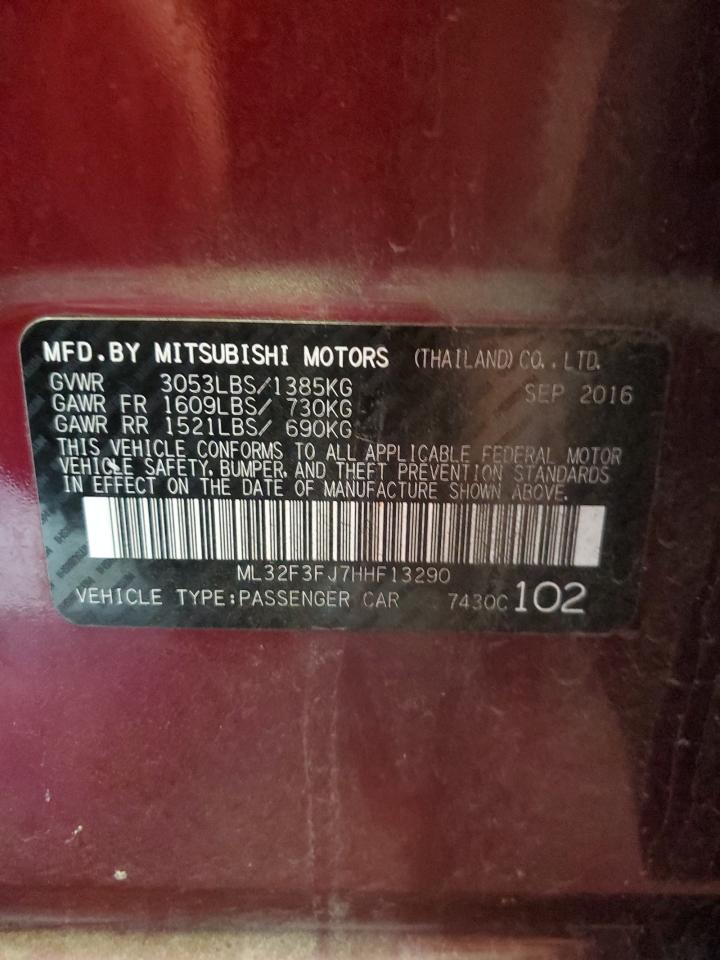 MFD.BY MITSUBISHI MOTORS (THAILAND) CO., LTD.
GVWR 3053LBS/1385KG SEP 2016
GAWR FR 1609LBS/ 730KG
GAWR RR 1521LBS/ 690KG
THIS VEHICLE CONFORMS TO ALL APPLICABLE FEDERAL MOTOR
VEHICLE SAFETY, BUMPER, AND THEFT PREVENTION STANDARDS
IN EFFECT ON THE DATE OF MANUFACTURE SHOWN ABOVE.
ML32F3FJ7HHF13290
VEHICLE TYPE:PASSENGER CAR 7430C 102